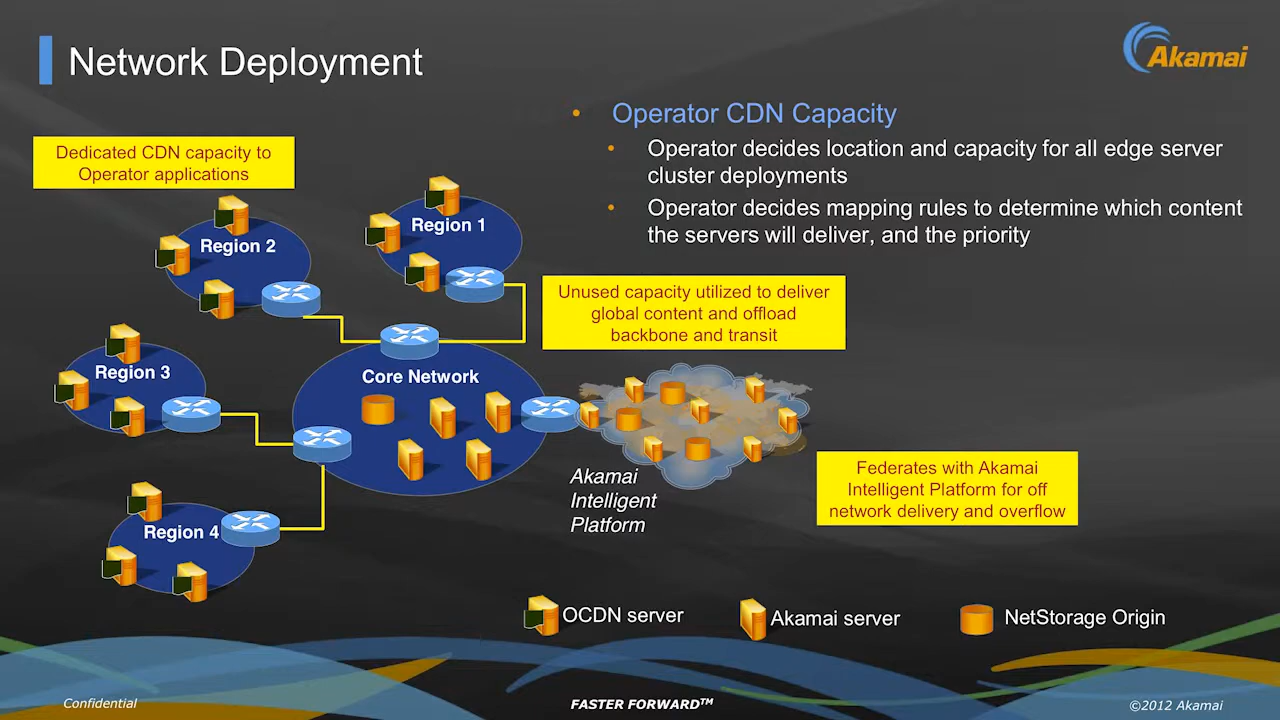 Network Deployment
Akamai
• Operator CDN Capacity
• Operator decides location and capacity for all edge server
cluster deployments
• Operator decides mapping rules to determine which content
the servers will deliver, and the priority
Dedicated CDN capacity to
Operator applications
Region 1
Region 2
Unused capacity utilized to deliver
global content and offload
backbone and transit
Region 3
Core Network
Akamai
Intelligent
Platform
Federates with Akamai
Intelligent Platform for off
network delivery and overflow
Region 4
OCDN server
Akamai server
NetStorage Origin
Confidential
FASTER FORWARD™
©2012 Akamai